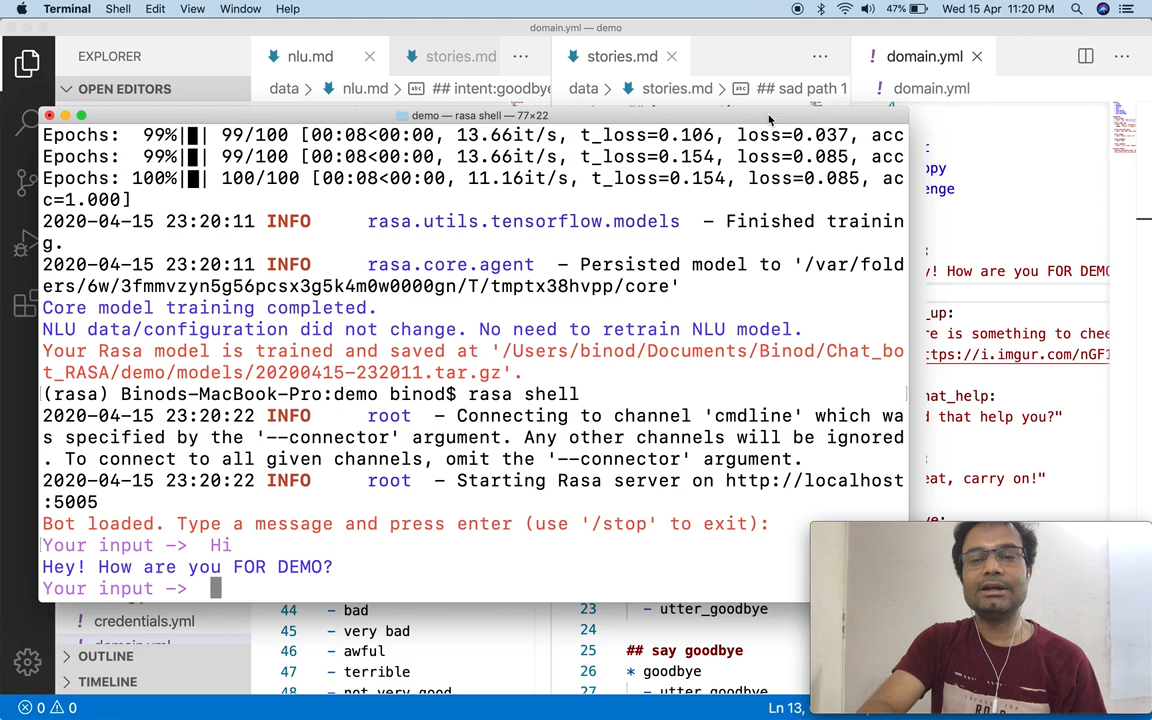 Terminal Shell Edit View Window Help 47% Wed 15 Apr 11:20 PM
domain.yml — demo
EXPLORER nlu.md stories.md ... stories.md ... ! domain.yml ...
OPEN EDITORS data nlu.md ## intent:goodbye data stories.md ## sad path 1 ! domain.yml
demo — rasa shell — 77×22
Epochs: 99%| | 99/100 [00:08<00:00, 13.66it/s, t_loss=0.106, loss=0.037, acc
Epochs: 99%| | 99/100 [00:08<00:00, 13.66it/s, t_loss=0.154, loss=0.085, acc
Epochs: 100%| | 100/100 [00:08<00:00, 11.16it/s, t_loss=0.154, loss=0.085, ac
c=1.000]
2020-04-15 23:20:11 INFO rasa.utils.tensorflow.models - Finished trainin
g.
2020-04-15 23:20:11 INFO rasa.core.agent - Persisted model to '/var/fold
ers/6w/3fmmvzyn5g56pcsx3g5k4m0w0000gn/T/tmptx38hvpp/core'
Core model training completed.
NLU data/configuration did not change. No need to retrain NLU model.
Your Rasa model is trained and saved at '/Users/binod/Documents/Binod/Chat_bo
t_RASA/demo/models/20200415-232011.tar.gz'.
(rasa) Binods-MacBook-Pro:demo binod$ rasa shell
2020-04-15 23:20:22 INFO root - Connecting to channel 'cmdline' which wa
s specified by the '--connector' argument. Any other channels will be ignored
. To connect to all given channels, omit the '--connector' argument.
2020-04-15 23:20:22 INFO root - Starting Rasa server on http://localhost
:5005
Bot loaded. Type a message and press enter (use '/stop' to exit):
Your input -> Hi
Hey! How are you FOR DEMO?
Your input ->
ppy
enge
y! How are you FOR DEMO
_up:
re is something to chee
ttps://i.imgur.com/nGF1
at_help:
d that help you?"
eat, carry on!"
! credentials.yml
OUTLINE
TIMELINE
44 - bad
45 - very bad
46 - awful
47 - terrible
48 - not very good
23 - utter_goodbye
24
25 ## say goodbye
26 * goodbye
27 - utter_goodbye
0 0 Ln 13,